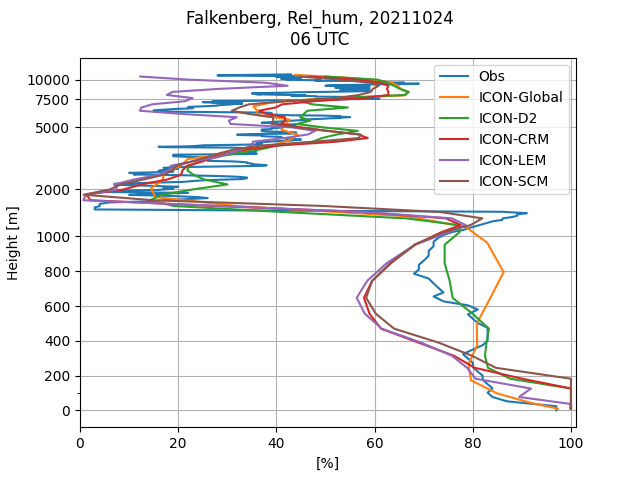 Falkenberg, Rel_hum, 20211024
06 UTC
Obs
ICON-Global
ICON-D2
ICON-CRM
ICON-LEM
ICON-SCM
Height [m]
10000
7500
5000
2000
1000
800
600
400
200
0
0 20 40 60 80 100
[%]